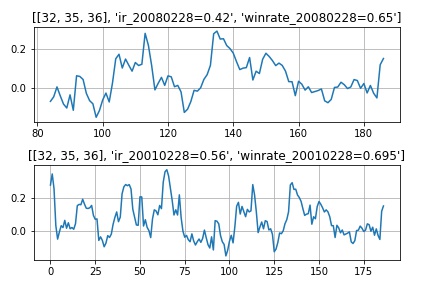 [[32, 35, 36], 'ir_20080228=0.42', 'winrate_20080228=0.65']
0.2
0.0
80 100 120 140 160 180
[[32, 35, 36], 'ir_20010228=0.56', 'winrate_20010228=0.695']
0.2
0.0
0 25 50 75 100 125 150 175